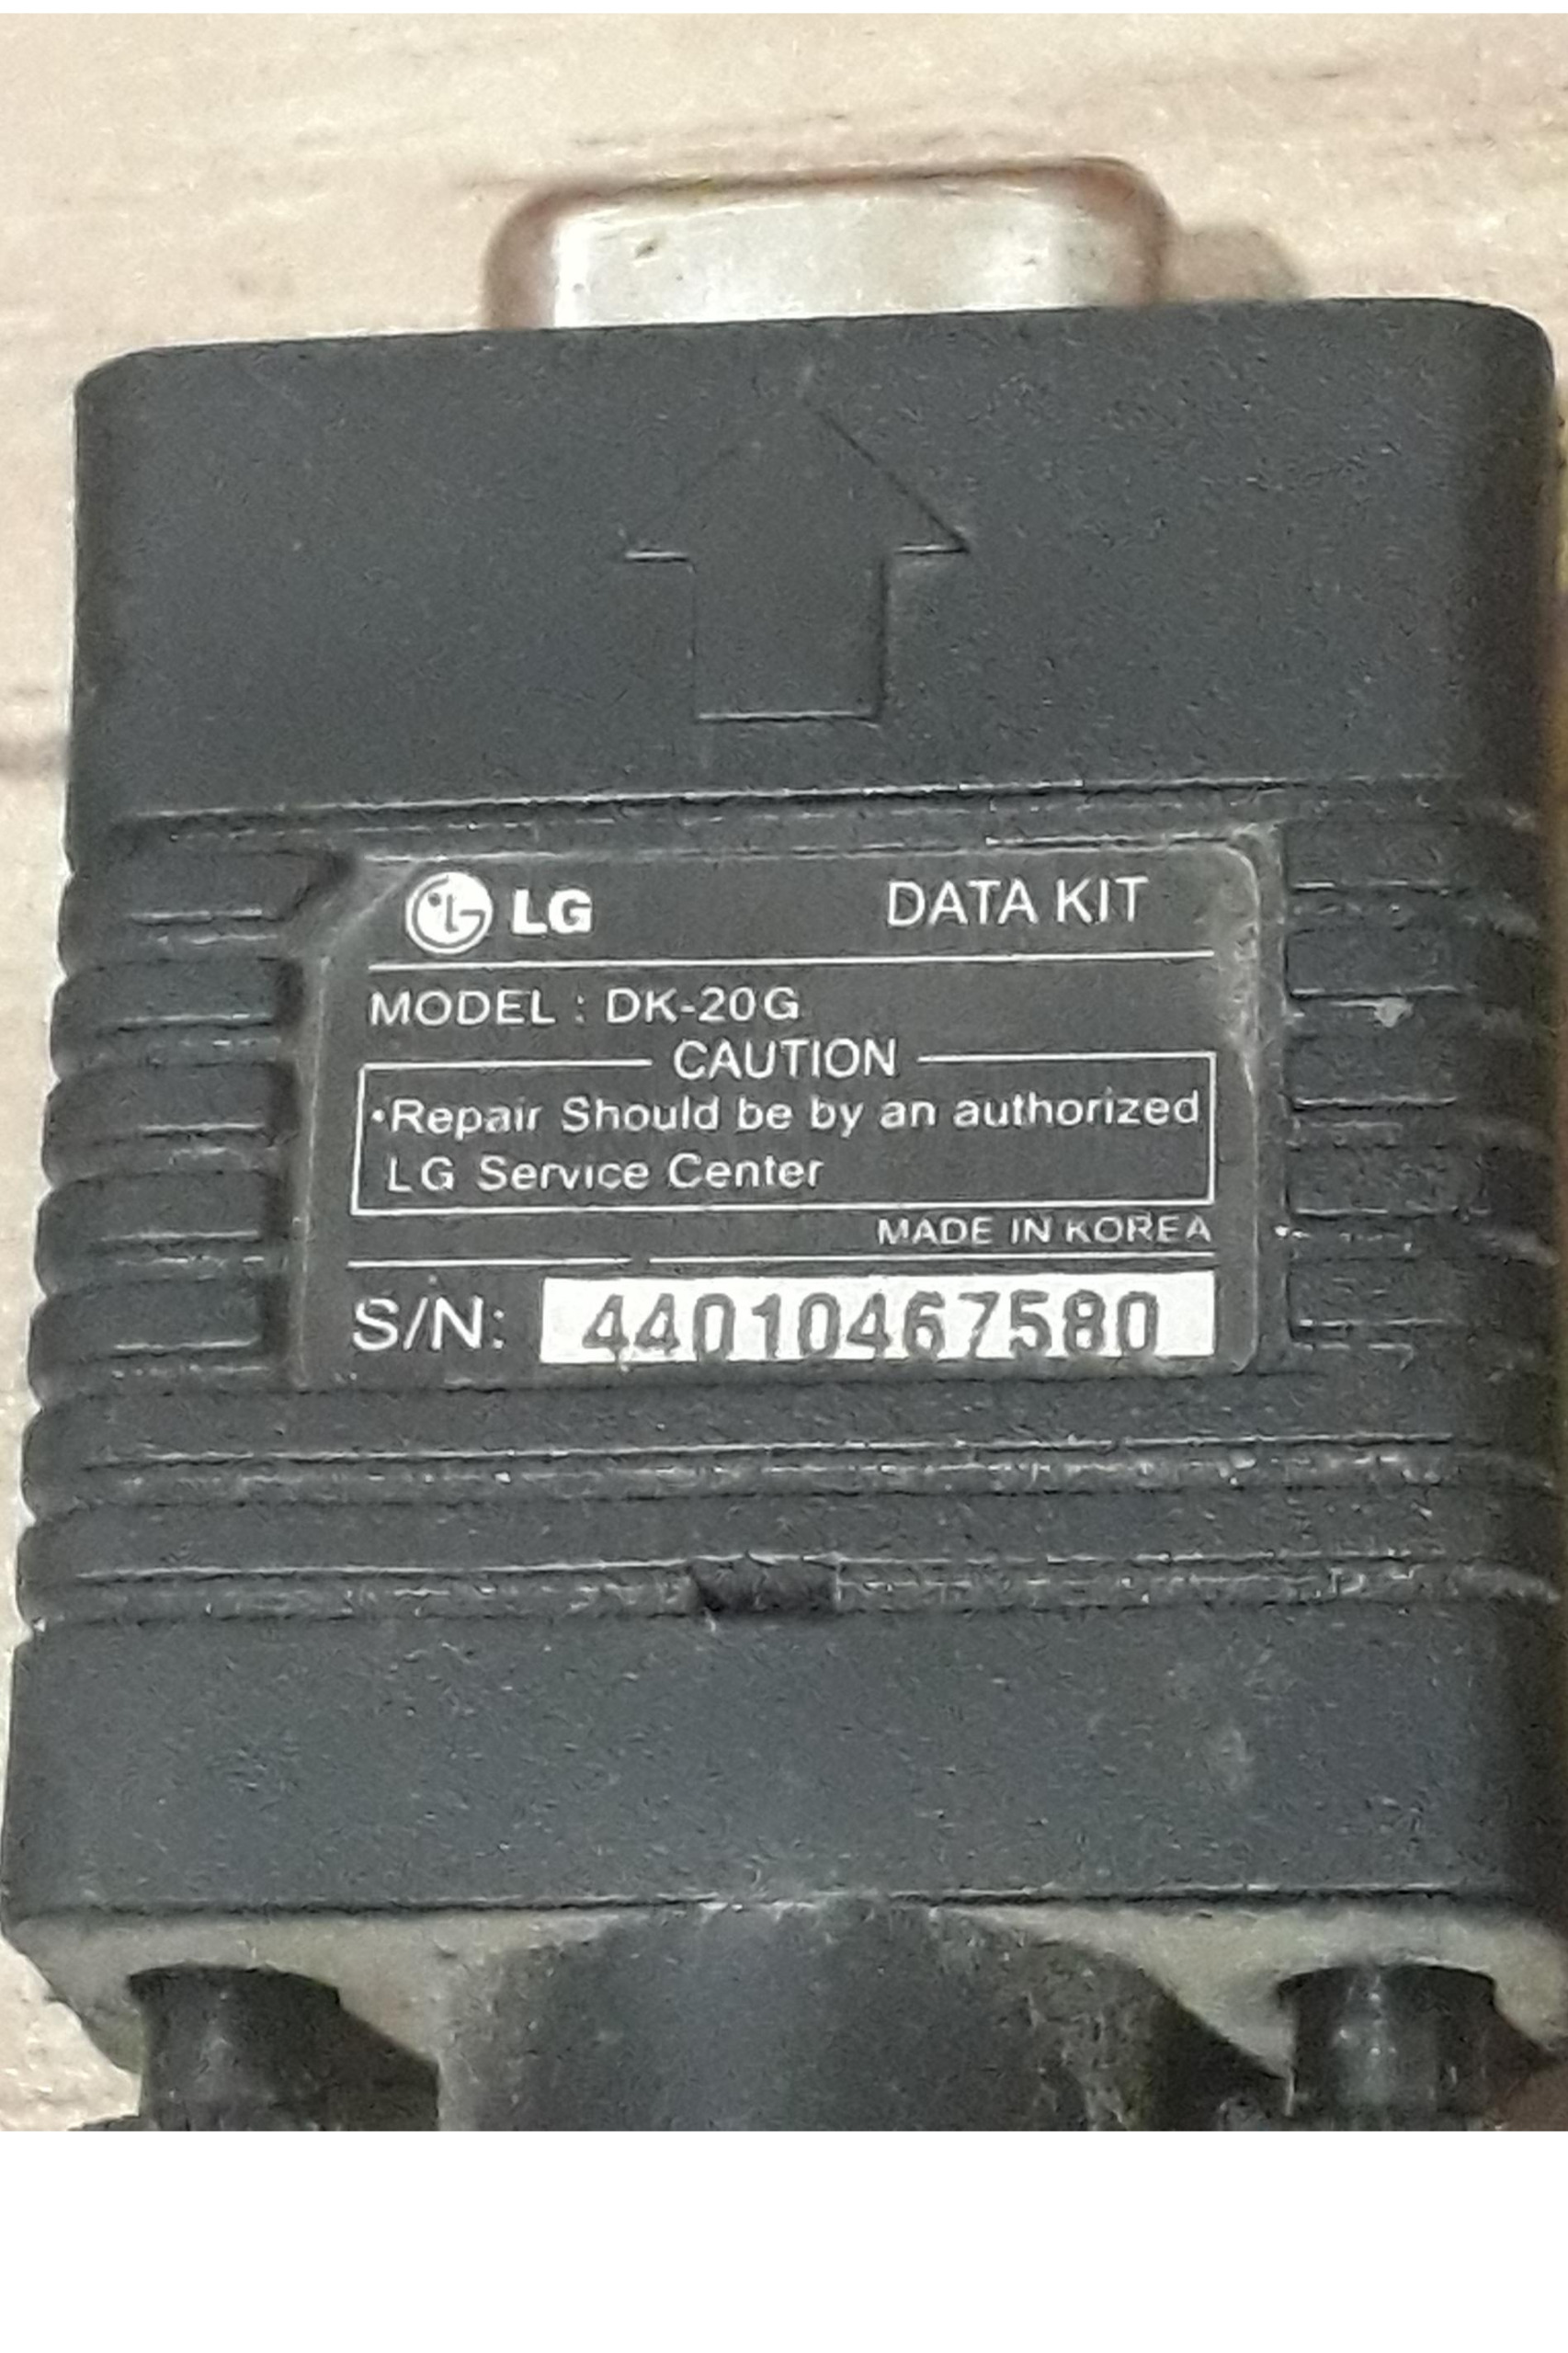 LG DATA KIT
MODEL : DK-20G
CAUTION
•Repair Should be by an authorized
LG Service Center
MADE IN KOREA
S/N: 44010467580